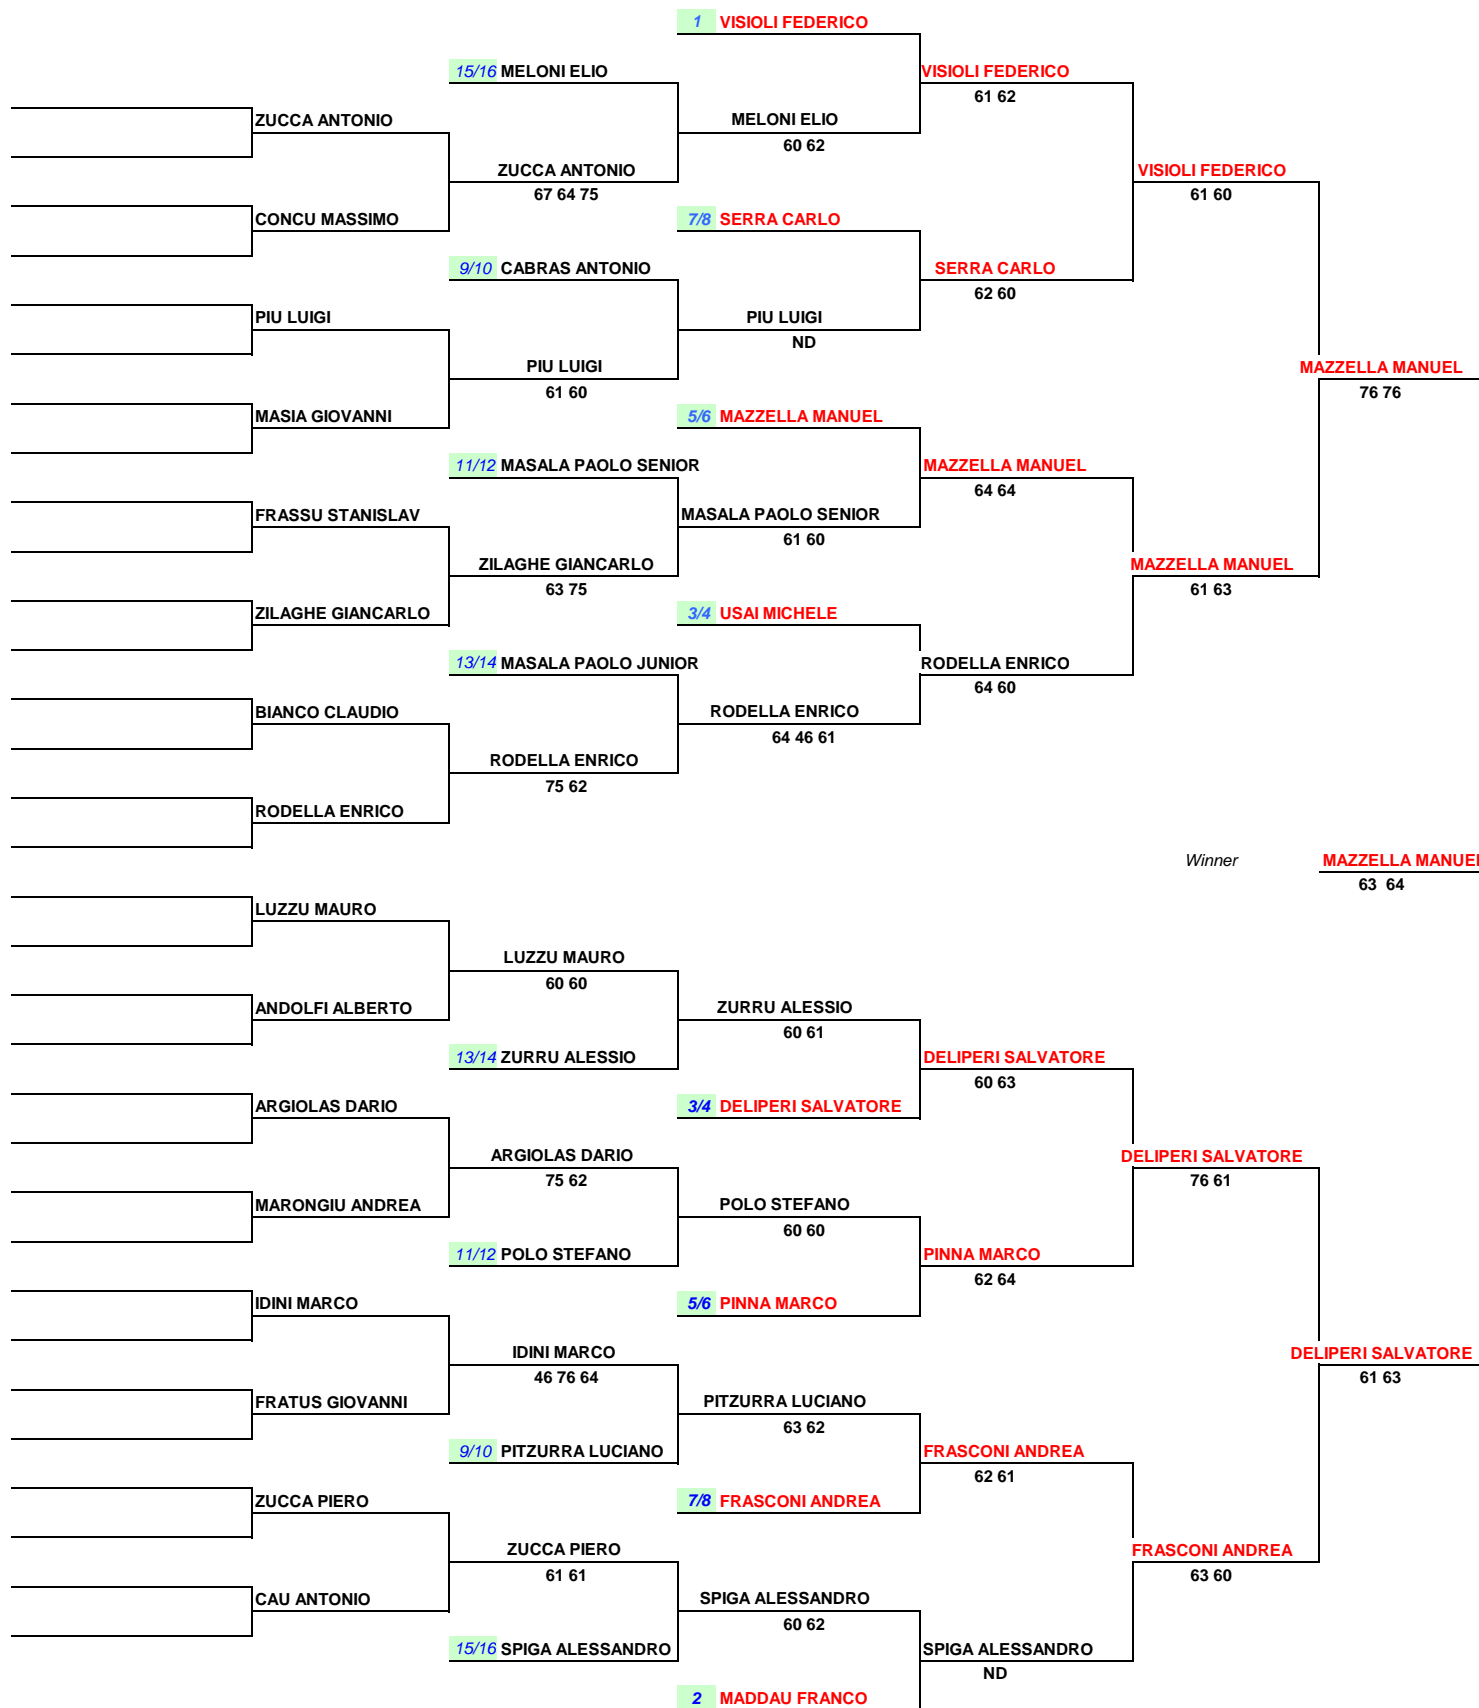 1 VISIOLI FEDERICO
15/16 MELONI ELIO
VISIOLI FEDERICO
61 62
ZUCCA ANTONIO
MELONI ELIO
60 62
ZUCCA ANTONIO
67 64 75
VISIOLI FEDERICO
61 60
CONCU MASSIMO
7/8 SERRA CARLO
9/10 CABRAS ANTONIO
SERRA CARLO
62 60
PIU LUIGI
PIU LUIGI
ND
PIU LUIGI
61 60
MAZZELLA MANUEL
76 76
MASIA GIOVANNI
5/6 MAZZELLA MANUEL
11/12 MASALA PAOLO SENIOR
MAZZELLA MANUEL
64 64
FRASSU STANISLAV
MASALA PAOLO SENIOR
61 60
ZILAGHE GIANCARLO
63 75
MAZZELLA MANUEL
61 63
ZILAGHE GIANCARLO
3/4 USAI MICHELE
13/14 MASALA PAOLO JUNIOR
RODELLA ENRICO
64 60
BIANCO CLAUDIO
RODELLA ENRICO
64 46 61
RODELLA ENRICO
75 62
RODELLA ENRICO
Winner
MAZZELLA MANUEL
63 64
LUZZU MAURO
LUZZU MAURO
60 60
ANDOLFI ALBERTO
ZURRU ALESSIO
60 61
13/14 ZURRU ALESSIO
DELIPERI SALVATORE
60 63
ARGIOLAS DARIO
3/4 DELIPERI SALVATORE
ARGIOLAS DARIO
75 62
DELIPERI SALVATORE
76 61
MARONGIU ANDREA
POLO STEFANO
60 60
11/12 POLO STEFANO
PINNA MARCO
62 64
IDINI MARCO
5/6 PINNA MARCO
IDINI MARCO
46 76 64
DELIPERI SALVATORE
61 63
FRATUS GIOVANNI
PITZURRA LUCIANO
63 62
9/10 PITZURRA LUCIANO
FRASCONI ANDREA
62 61
ZUCCA PIERO
7/8 FRASCONI ANDREA
ZUCCA PIERO
61 61
FRASCONI ANDREA
63 60
CAU ANTONIO
SPIGA ALESSANDRO
60 62
15/16 SPIGA ALESSANDRO
SPIGA ALESSANDRO
ND
2 MADDAU FRANCO